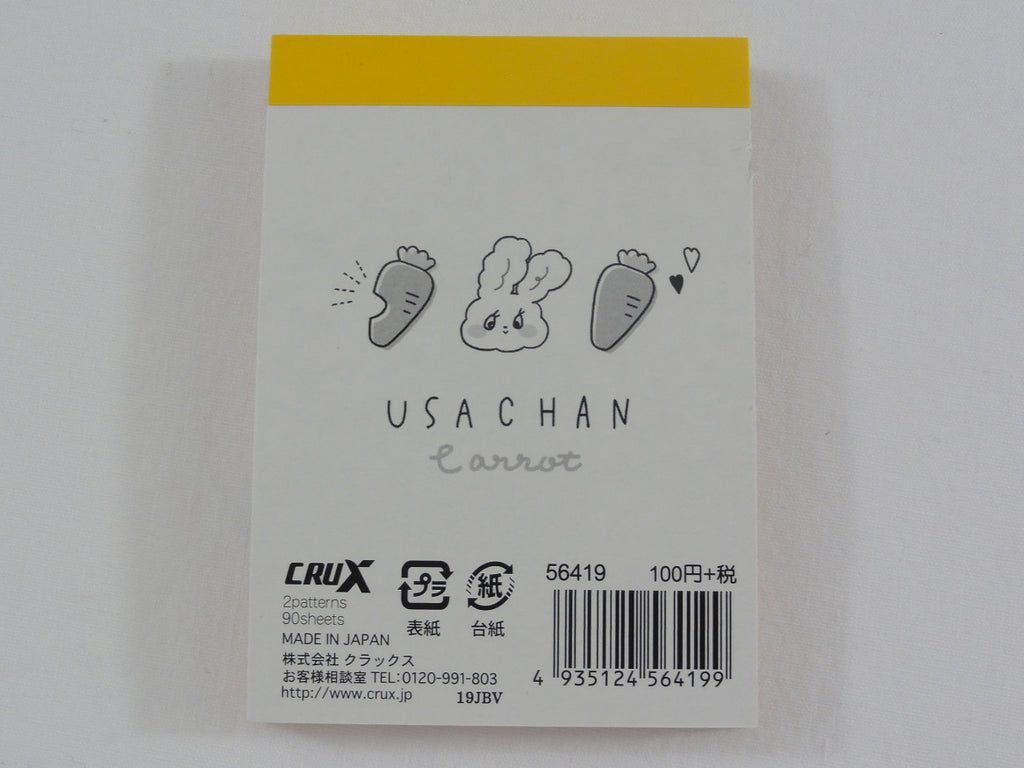 USACHAN
Carrot
CRUX
2patterns
90sheets
MADE IN JAPAN
プラ
表紙
紙
台紙
56419 100円+税
4 935124 564199
株式会社 クラックス
お客様相談室 TEL:0120-991-803
http://www.crux.jp 19JBV